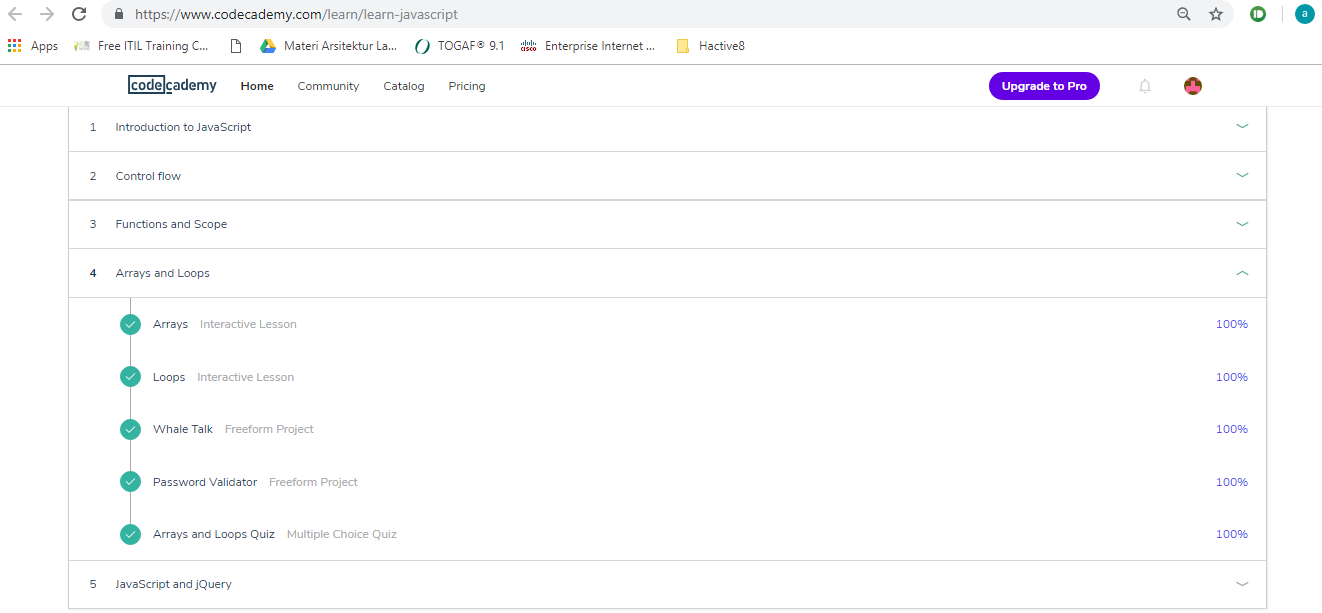 https://www.codecademy.com/learn/learn-javascript
a
Apps Free ITIL Training C... Materi Arsitektur La... TOGAF® 9.1 cisco Enterprise Internet ... Hactive8
codecademy Home Community Catalog Pricing Upgrade to Pro
1 Introduction to JavaScript
2 Control flow
3 Functions and Scope
4 Arrays and Loops
Arrays Interactive Lesson 100%
Loops Interactive Lesson 100%
Whale Talk Freeform Project 100%
Password Validator Freeform Project 100%
Arrays and Loops Quiz Multiple Choice Quiz 100%
5 JavaScript and jQuery